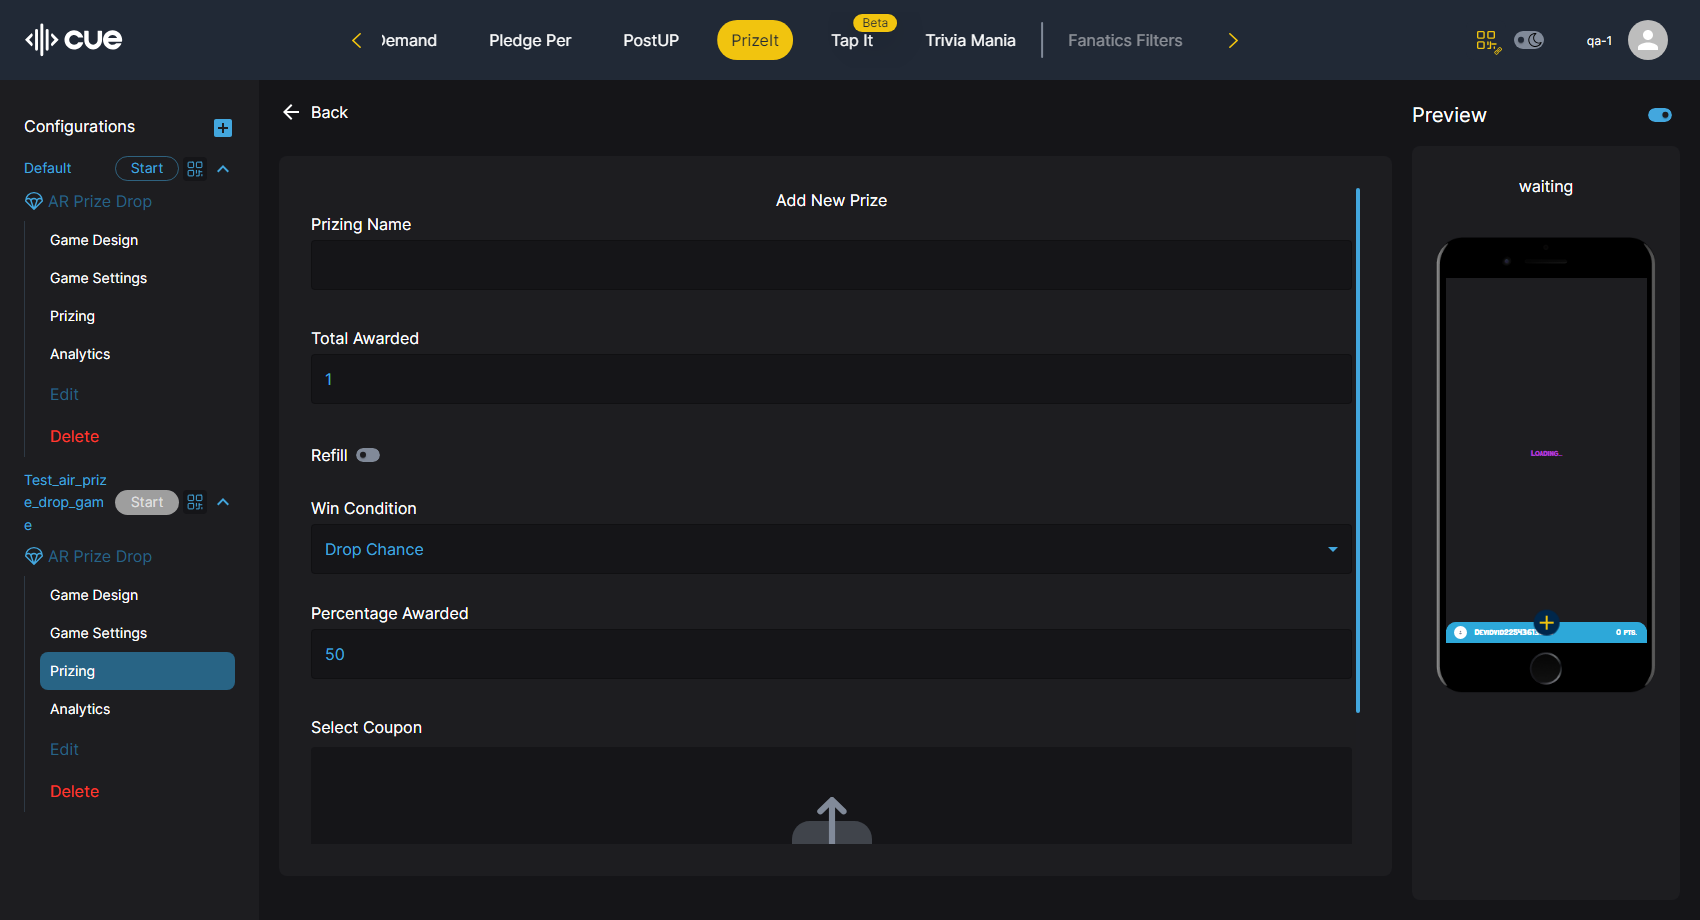 cue
Demand
Pledge Per
PostUP
PrizeIt
Beta
Tap It
Trivia Mania
Fanatics Filters
qa-1
Configurations
Default
Start
AR Prize Drop
Game Design
Game Settings
Prizing
Analytics
Edit
Delete
Test_air_priz
e_drop_gam
e
Start
AR Prize Drop
Game Design
Game Settings
Prizing
Analytics
Edit
Delete
Back
Add New Prize
Prizing Name
Total Awarded
1
Refill
Win Condition
Drop Chance
Percentage Awarded
50
Select Coupon
Preview
waiting
Loading..
0 pts.